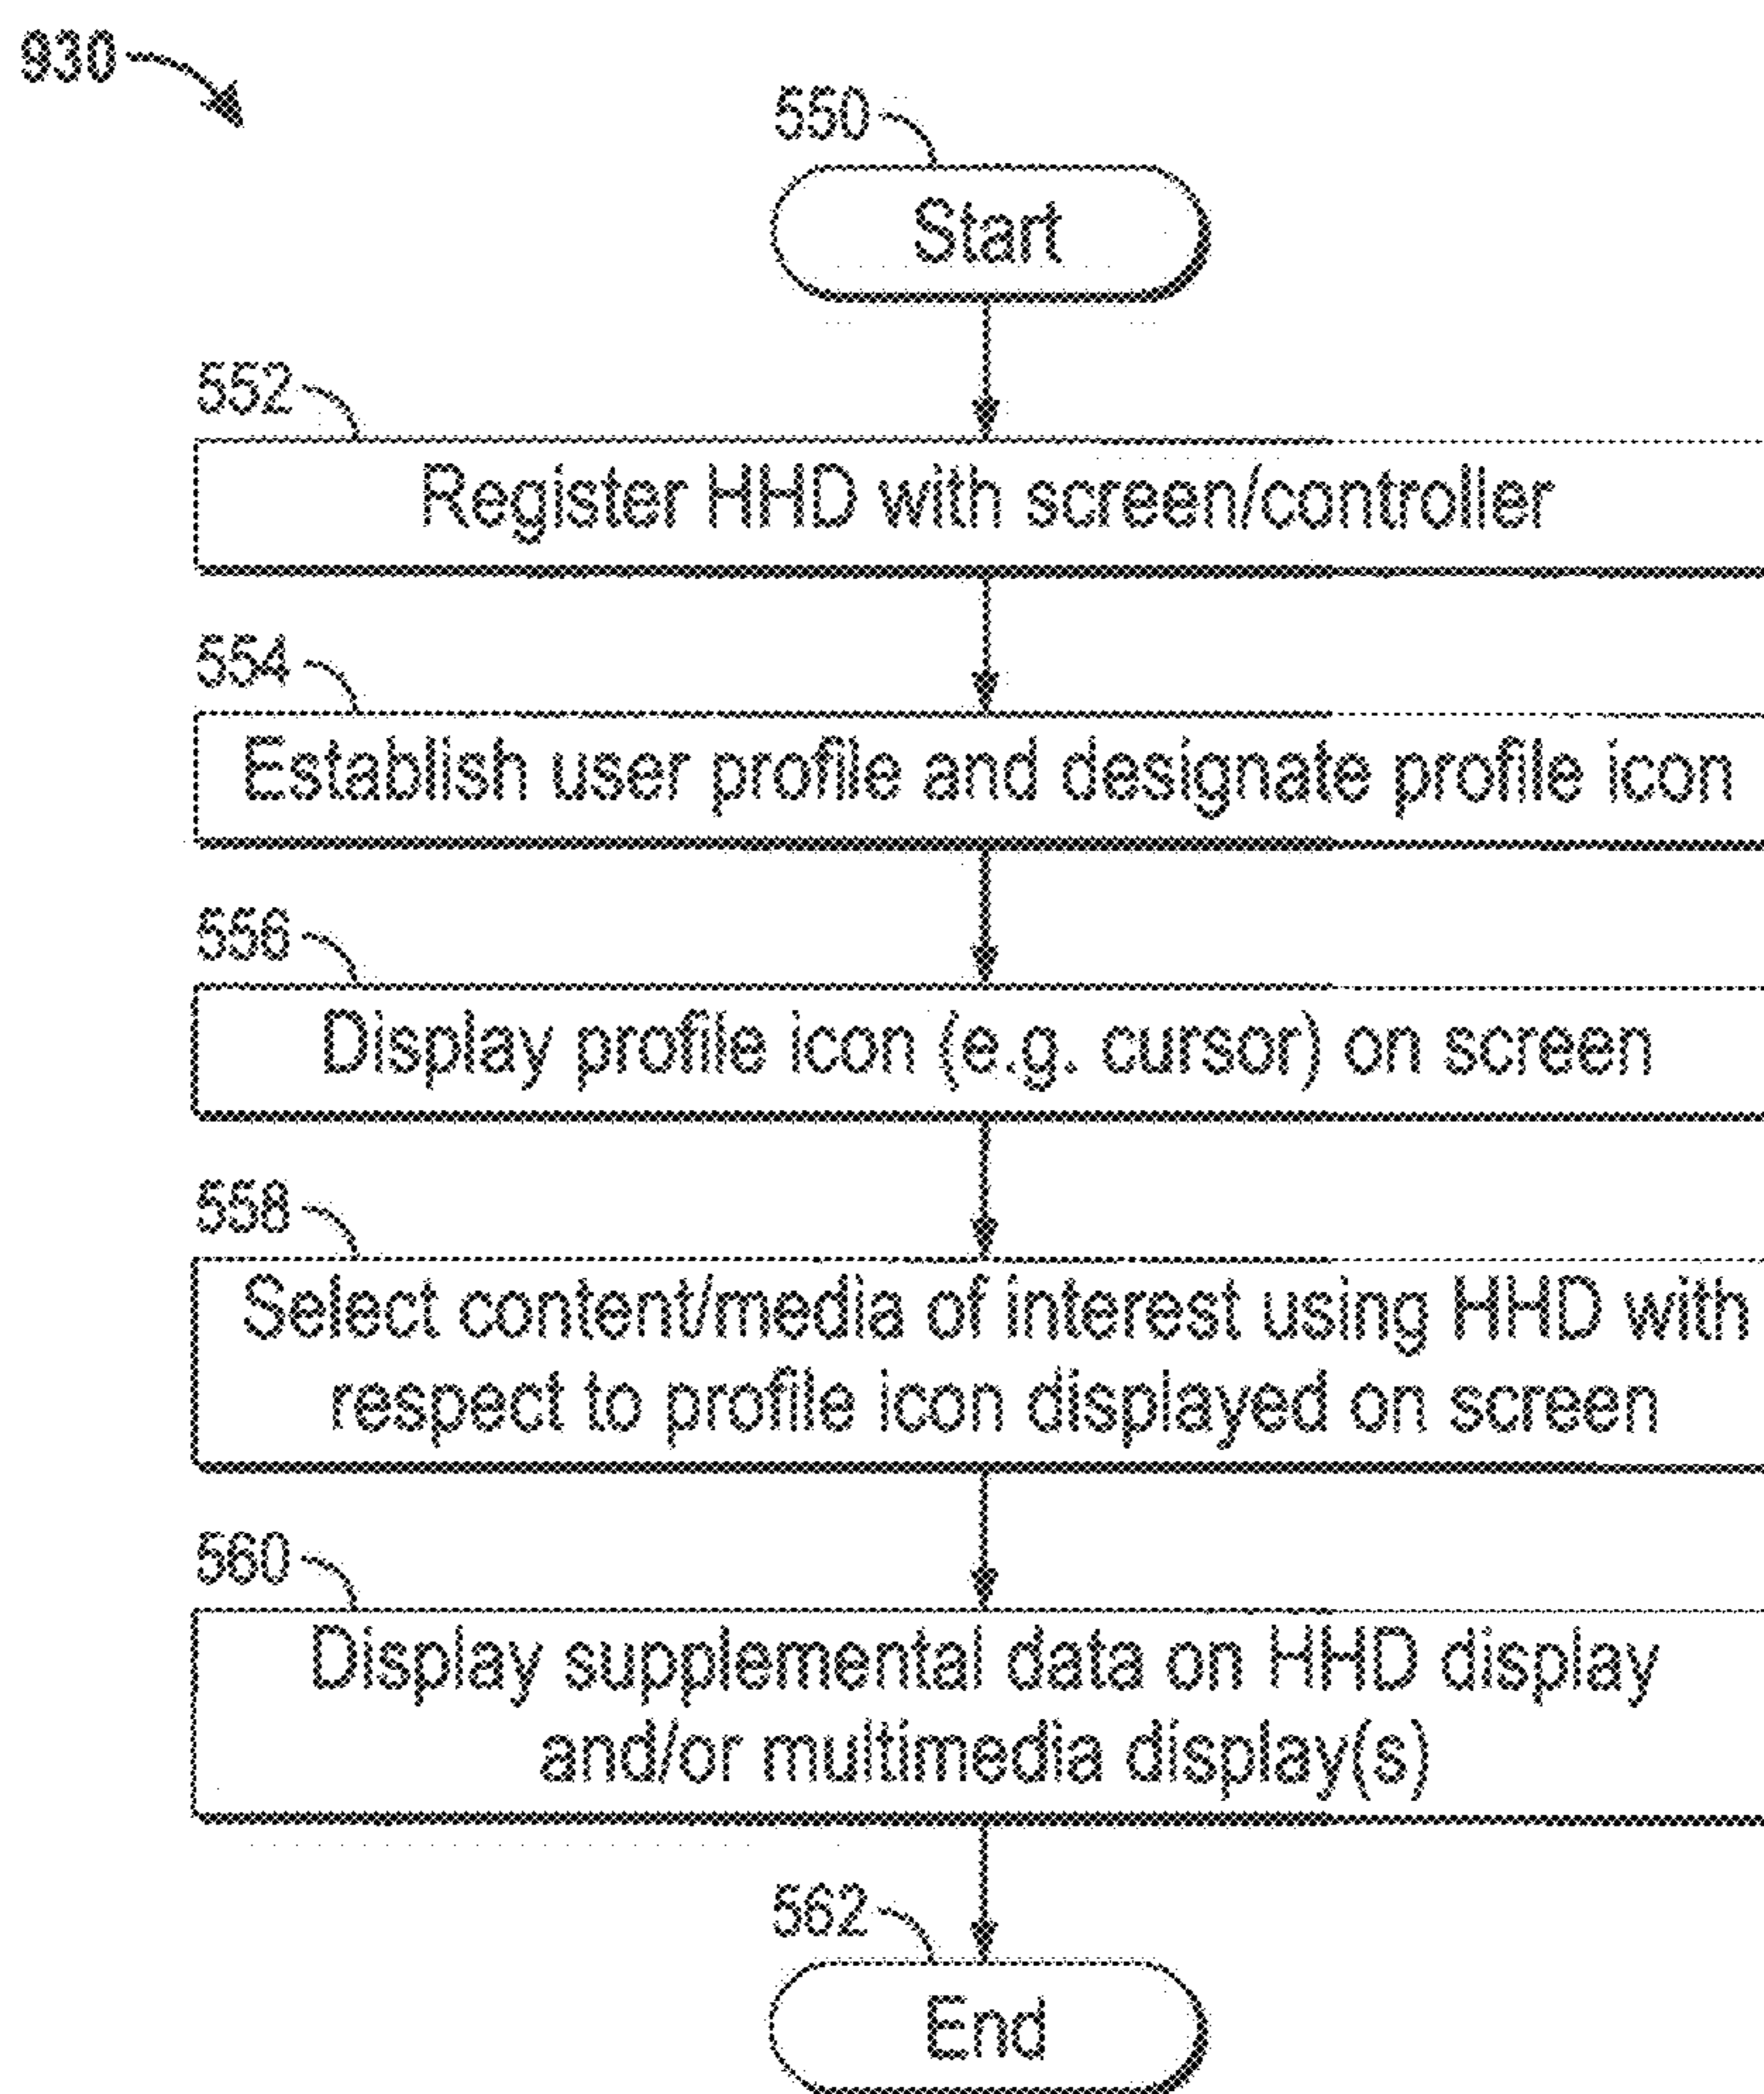 930
550
Start
552
Register HHD with screen/controller
554
Establish user profile and designate profile icon
556
Display profile icon (e.g. cursor) on screen
558
Select content/media of interest using HHD with
respect to profile icon displayed on screen
560
Display supplemental data on HHD display
and/or multimedia display(s)
562
End